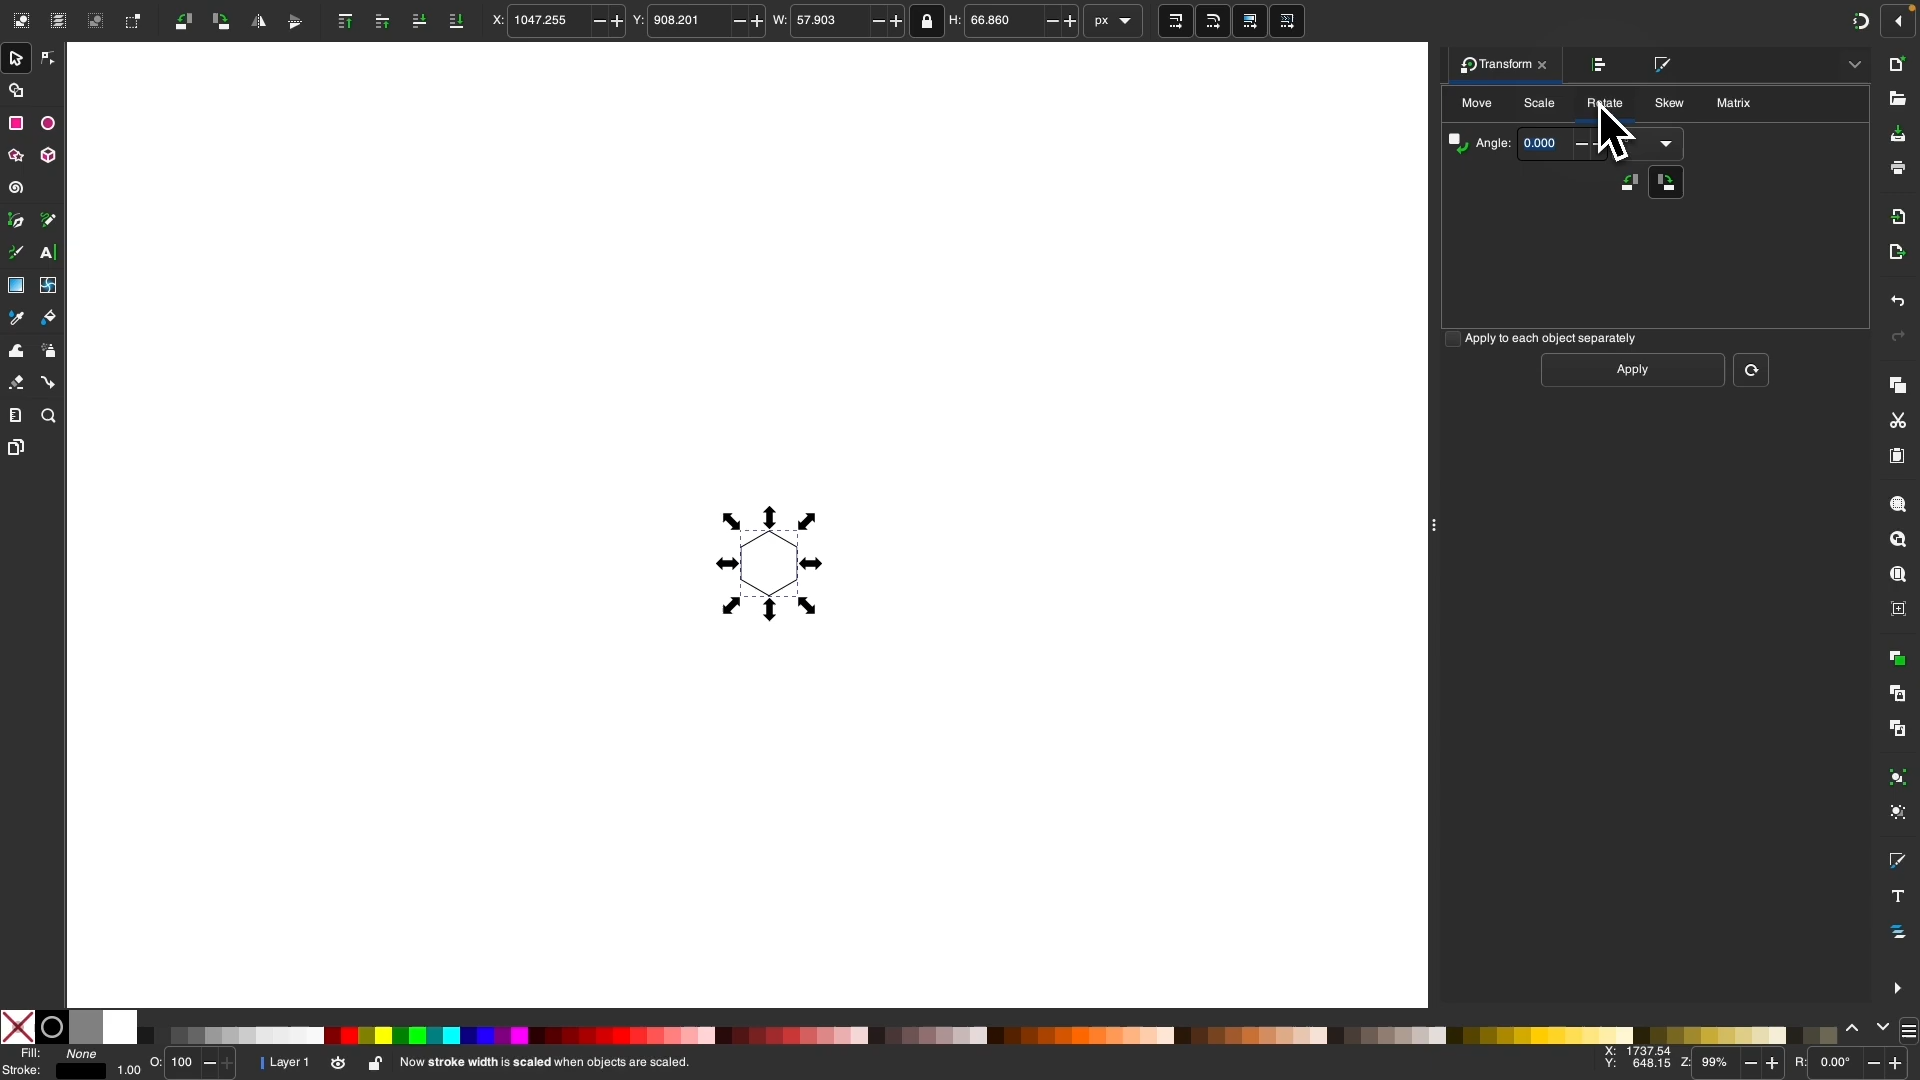 X: 1047.255 Y: 908.201 W: 57.903 H: 66.860 px
Transform
Move Scale Rotate Skew Matrix
Angle: 0.000
Apply to each object separately
Apply
Fill: None
Stroke: 1.00
O: 100
Layer 1
Now stroke width is scaled when objects are scaled.
X: 1737.54
Y: 648.15
Z: 99%
R: 0.00°